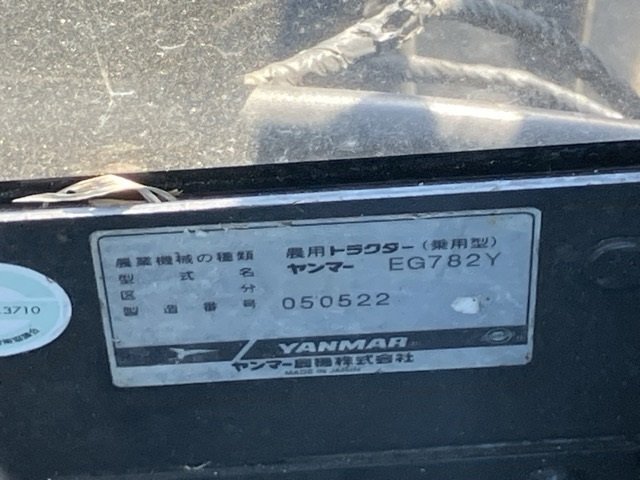 農業機械の種類 農用トラクター(乗用型)
型式名 ヤンマー EG782Y
区分
製造番号 050522
YANMAR
ヤンマー農機株式会社
MADE IN JAPAN
.3710